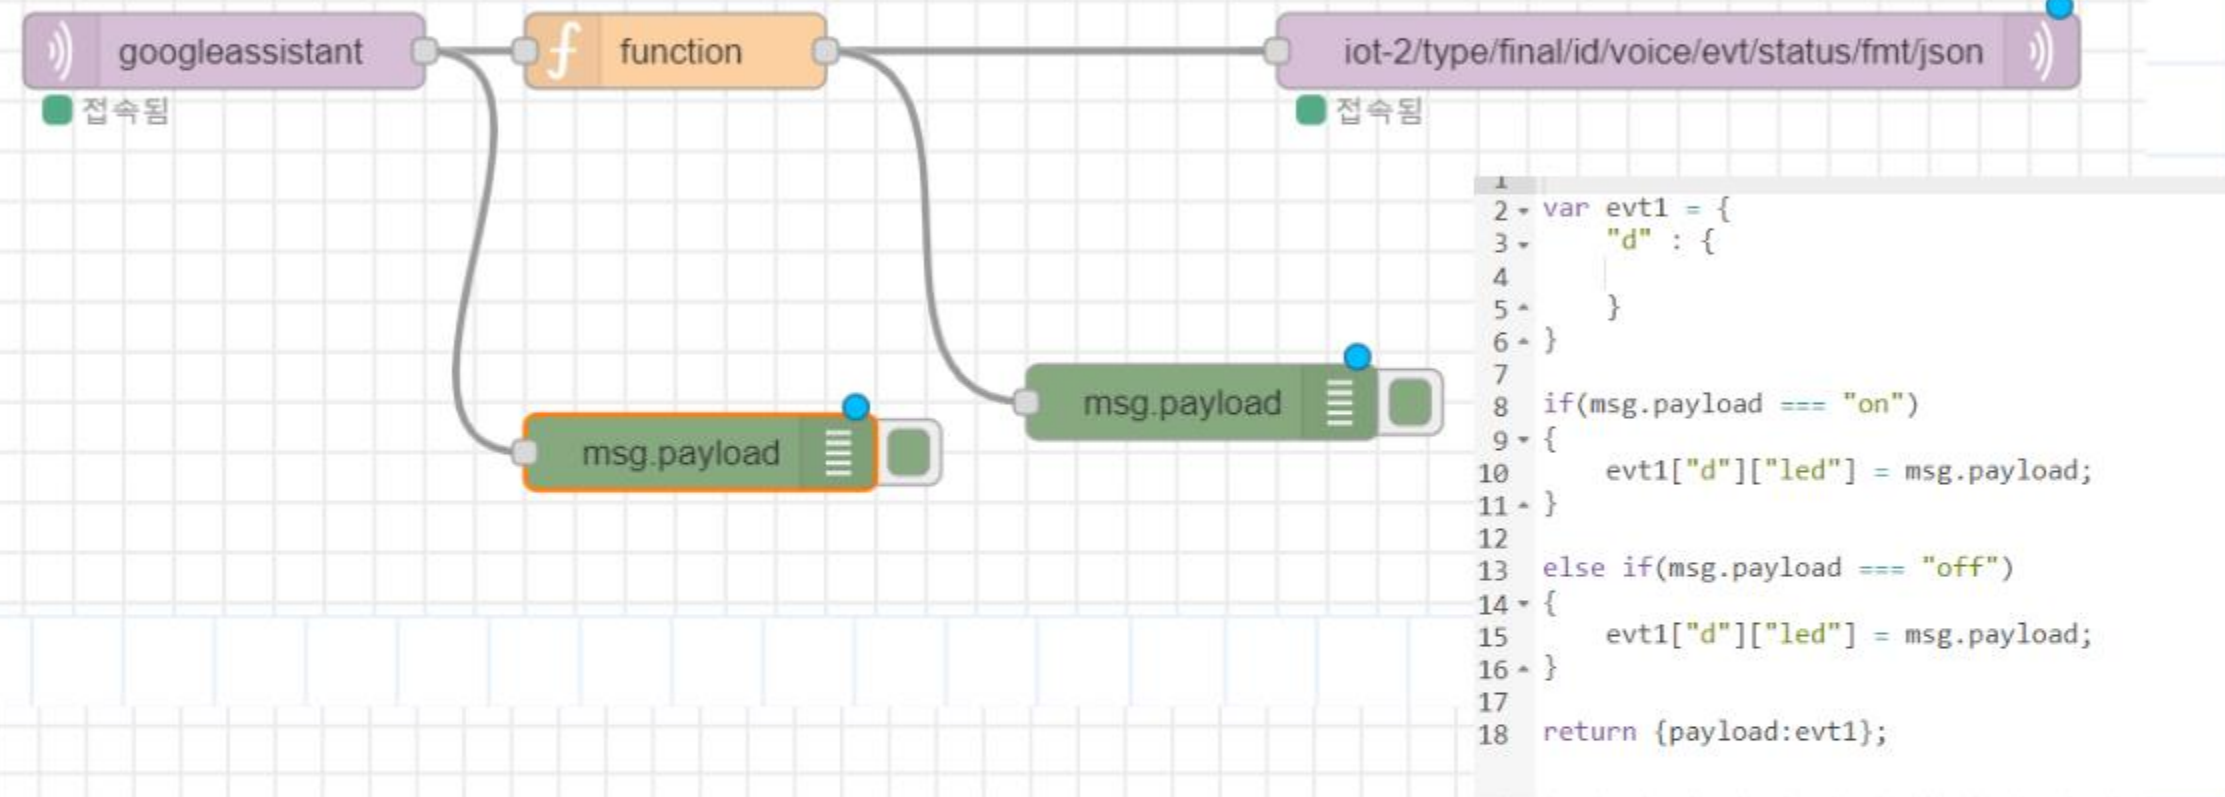 googleassistant
function
iot-2/type/final/id/voice/evt/status/fmt/json
접속됨
접속됨
msg.payload
msg.payload
1
2 var evt1 = {
3 "d" : {
4
5 }
6 }
7
8 if(msg.payload === "on")
9 {
10 evt1["d"]["led"] = msg.payload;
11 }
12
13 else if(msg.payload === "off")
14 {
15 evt1["d"]["led"] = msg.payload;
16 }
17
18 return {payload:evt1};